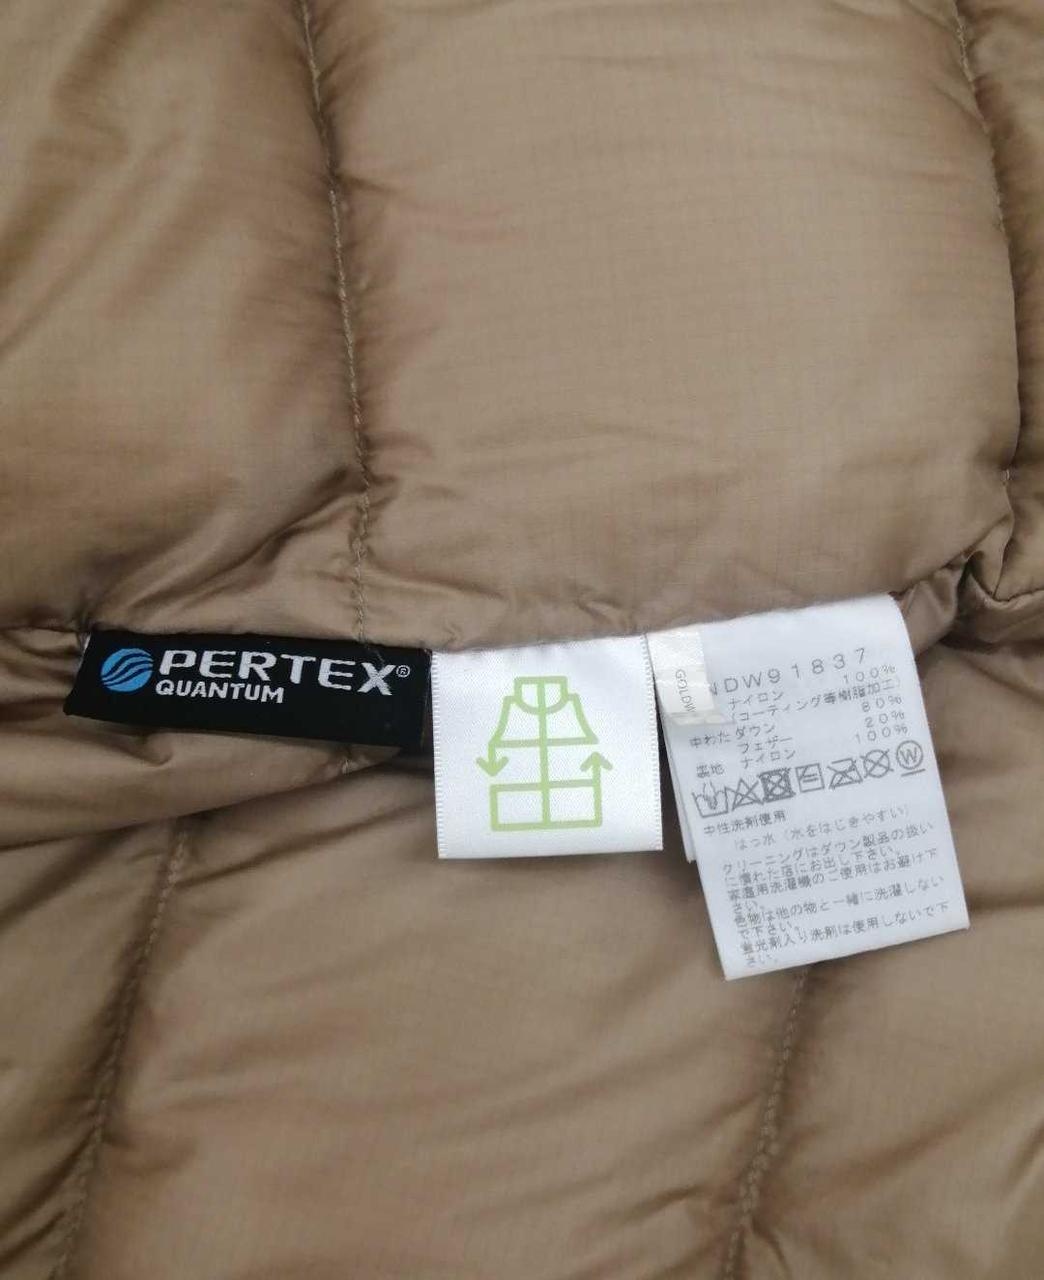 PERTEX®
QUANTUM
GOLDW
NDW91837
ナイロン 100%
(コーティング等樹脂加工)
中わた ダウン 80%
フェザー 20%
裏地 ナイロン 100%
W
中性洗剤使用
はっ水(水をはじきやすい)
クリーニングはダウン製品の扱い
に慣れた店にお出し下さい。
家庭用洗濯機のご使用はお避け下
さい。
色物は他の物と一緒に洗濯しない
で下さい。
蛍光剤入り洗剤は使用しないで下
さい。